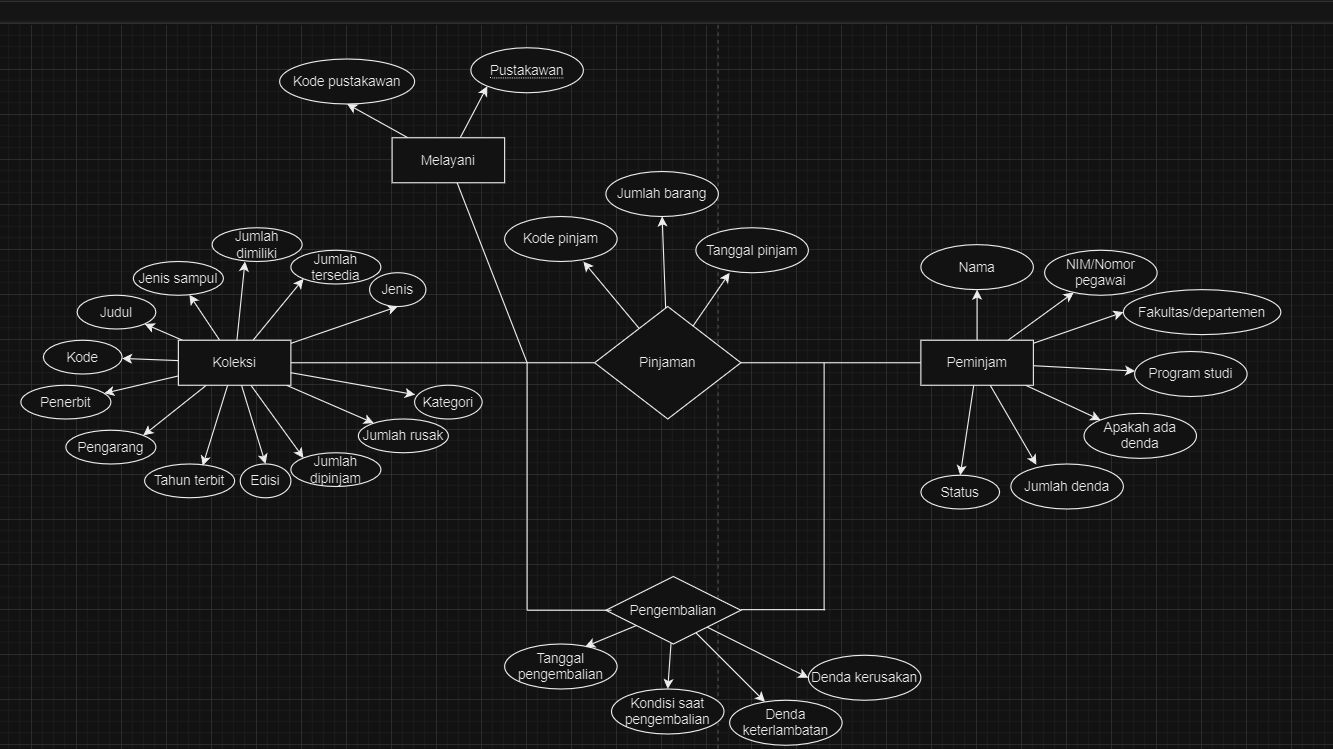 Pustakawan
Kode pustakawan
Melayani
Jumlah barang
Kode pinjam
Tanggal pinjam
Jumlah
dimiliki
Jumlah
tersedia
Jenis sampul
Jenis
Judul
Kode
Koleksi
Penerbit
Pengarang
Tahun terbit
Edisi
Jumlah
dipinjam
Jumlah rusak
Kategori
Pinjaman
Nama
NIM/Nomor
pegawai
Fakultas/departemen
Peminjam
Program studi
Apakah ada
denda
Jumlah denda
Status
Pengembalian
Tanggal
pengembalian
Kondisi saat
pengembalian
Denda
keterlambatan
Denda kerusakan